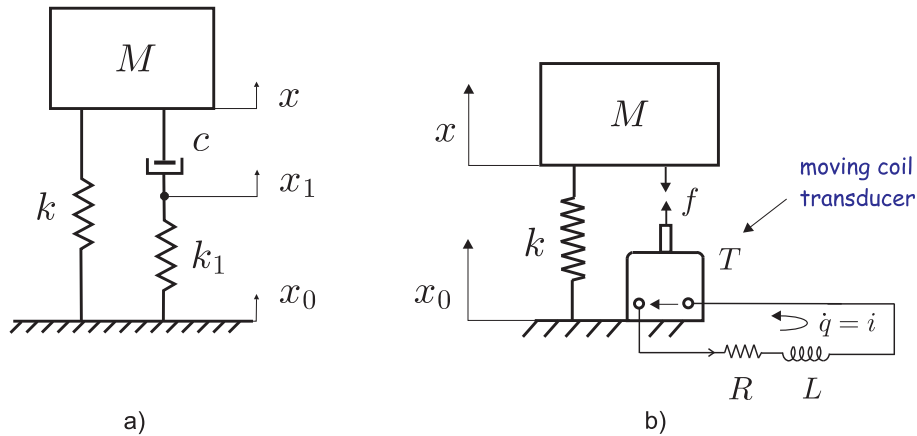 M
x
c
x₁
k
k₁
x₀
a)
M
x
moving coil
transducer
f
k
T
x₀
q̇ = i
R
L
b)